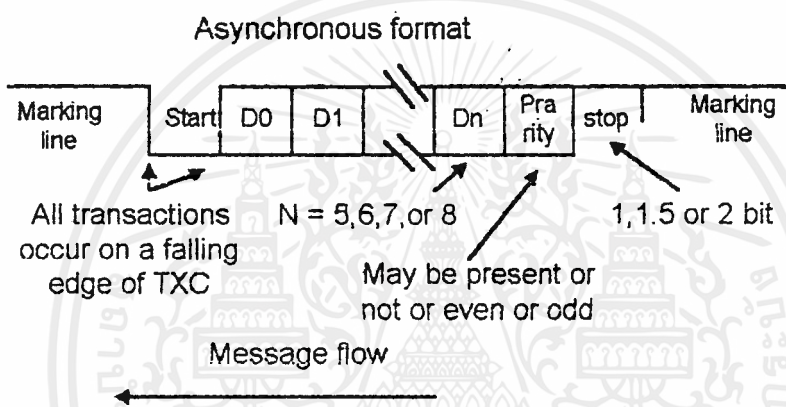 Asynchronous format
Marking
line
Start
D0
D1
Dn
Pra
rity
stop
Marking
line
All transactions
occur on a falling
edge of TXC
N = 5,6,7,or 8
1,1.5 or 2 bit
May be present or
not or even or odd
Message flow